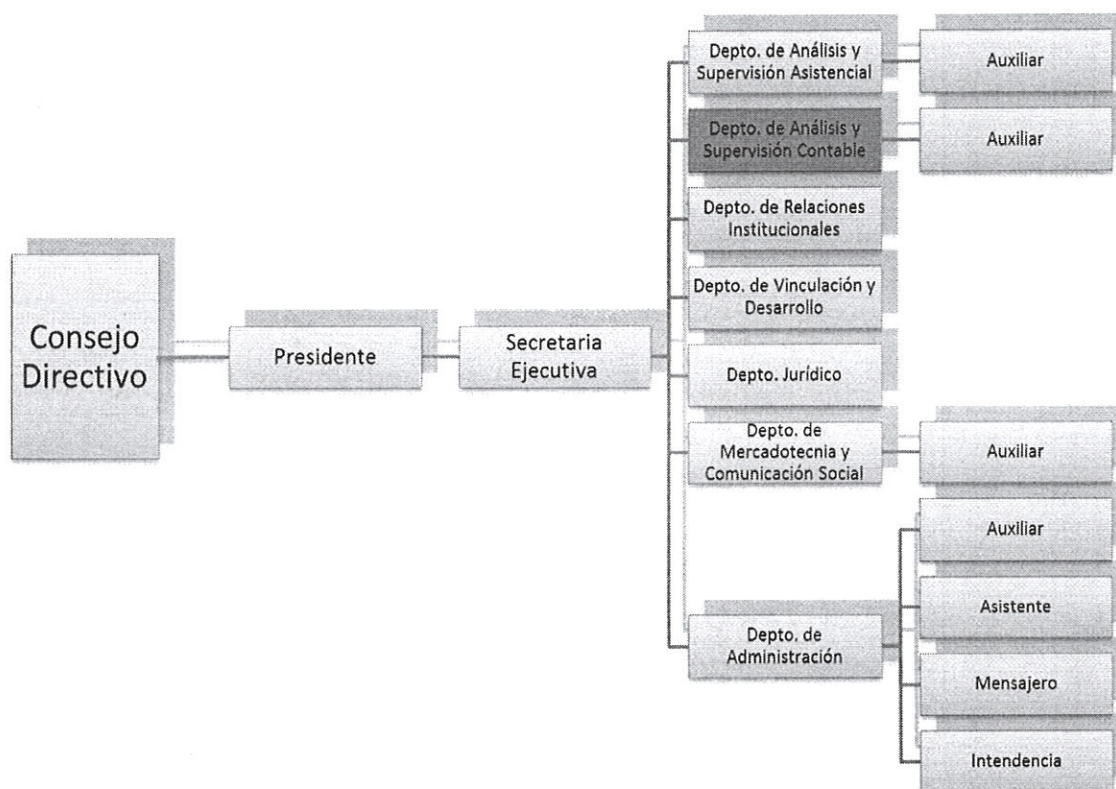 Consejo
Directivo
Presidente
Secretaria
Ejecutiva
Depto. de Análisis y
Supervisión Asistencial
Auxiliar
Depto. de Análisis y
Supervisión Contable
Auxiliar
Depto. de Relaciones
Institucionales
Depto. de Vinculación y
Desarrollo
Depto. Jurídico
Depto. de
Mercadotecnia y
Comunicación Social
Auxiliar
Depto. de
Administración
Auxiliar
Asistente
Mensajero
Intendencia